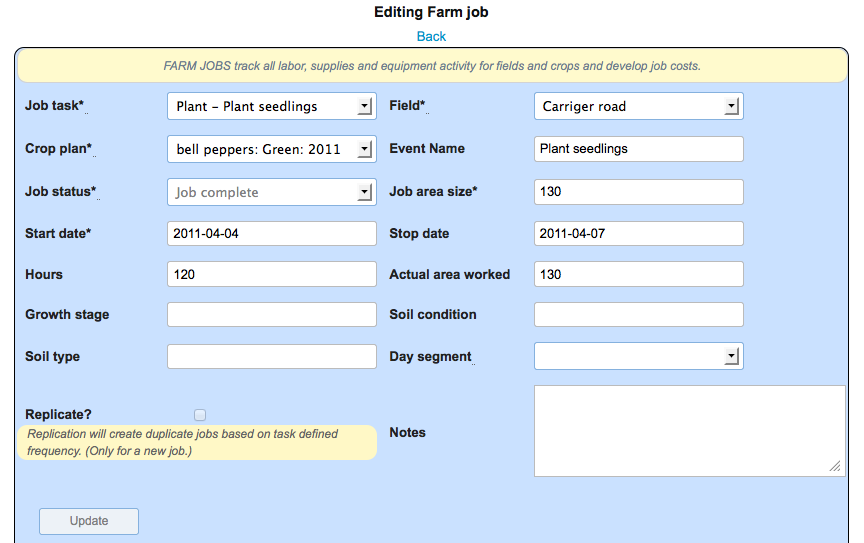 Editing Farm job
Back
FARM JOBS track all labor, supplies and equipment activity for fields and crops and develop job costs.
Job task* Plant – Plant seedlings Field* Carriger road
Crop plan* bell peppers: Green: 2011 Event Name Plant seedlings
Job status* Job complete Job area size* 130
Start date* 2011-04-04 Stop date 2011-04-07
Hours 120 Actual area worked 130
Growth stage Soil condition
Soil type Day segment
Replicate?
Replication will create duplicate jobs based on task defined
frequency. (Only for a new job.)
Notes
Update